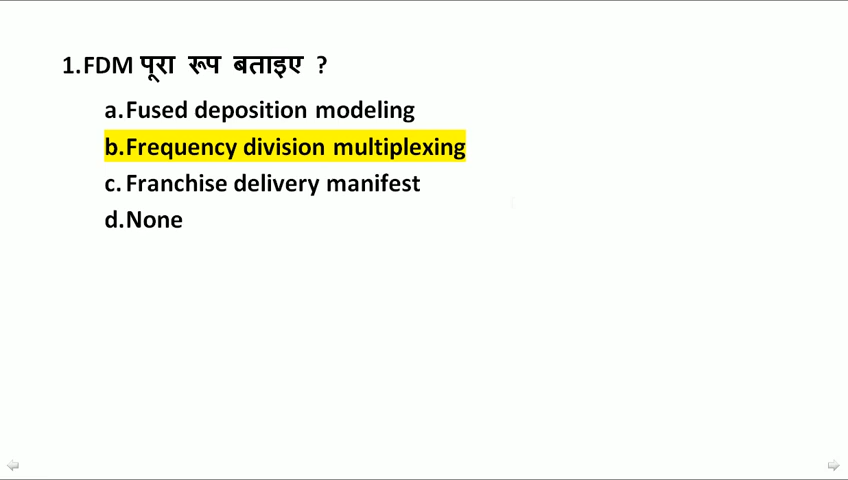 1.FDM पूरा रूप बताइए ?
a.Fused deposition modeling
b.Frequency division multiplexing
c. Franchise delivery manifest
d.None